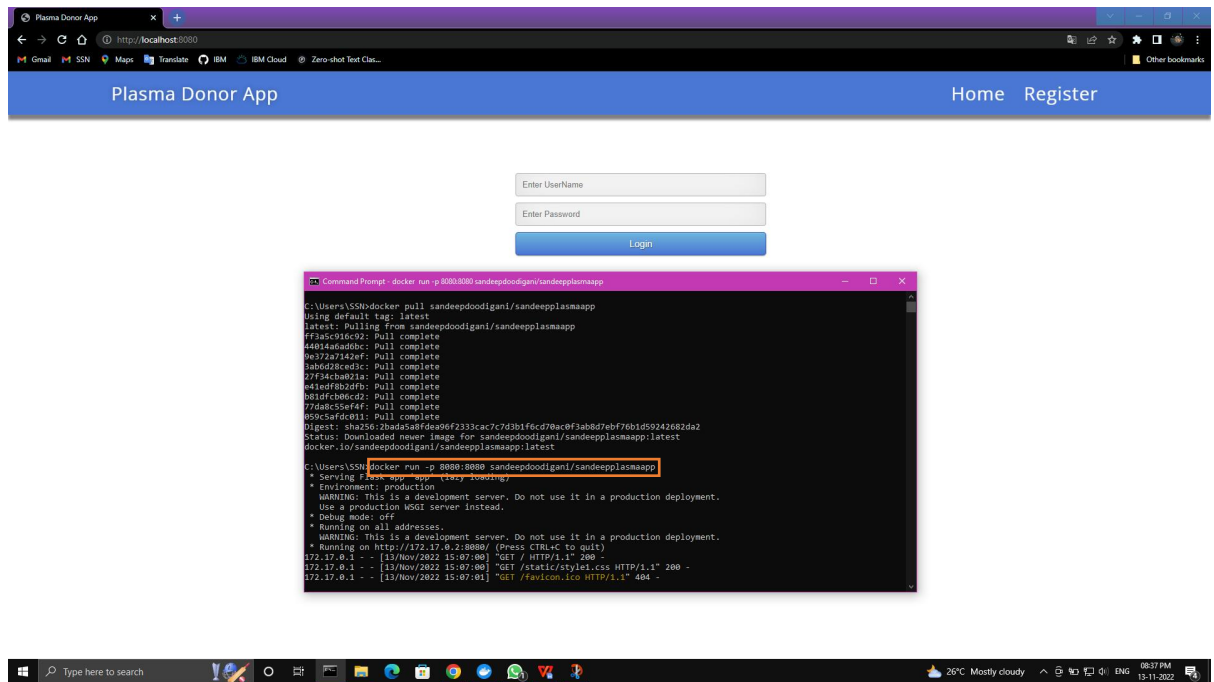 Plasma Donor App
http://localhost:8080
Gmail SSN Maps Translate IBM IBM Cloud Zero-shot Text Clas... Other bookmarks
Plasma Donor App Home Register
Enter UserName
Enter Password
Login
Command Prompt - docker run -p 8080:8080 sandeepdoodigani/sandeepplasmaapp
C:\Users\SSN>docker pull sandeepdoodigani/sandeepplasmaapp
Using default tag: latest
latest: Pulling from sandeepdoodigani/sandeepplasmaapp
ff3a5c916c92: Pull complete
44014a6ad6bc: Pull complete
9e372a7142ef: Pull complete
3ab6d28ced3c: Pull complete
27f34cba021a: Pull complete
e41edf8b2dfb: Pull complete
b81dfcb06cd2: Pull complete
77da8c55ef4f: Pull complete
059c5afdc011: Pull complete
Digest: sha256:2bada5a8fdea96f2333cac7c7d3b1f6cd70ac0f3ab8d7ebf76b1d59242682da2
Status: Downloaded newer image for sandeepdoodigani/sandeepplasmaapp:latest
docker.io/sandeepdoodigani/sandeepplasmaapp:latest
C:\Users\SSN>docker run -p 8080:8080 sandeepdoodigani/sandeepplasmaapp
* Serving Flask app 'app' (lazy loading)
* Environment: production
WARNING: This is a development server. Do not use it in a production deployment.
Use a production WSGI server instead.
* Debug mode: off
* Running on all addresses.
WARNING: This is a development server. Do not use it in a production deployment.
* Running on http://172.17.0.2:8080/ (Press CTRL+C to quit)
172.17.0.1 - - [13/Nov/2022 15:07:00] "GET / HTTP/1.1" 200 -
172.17.0.1 - - [13/Nov/2022 15:07:00] "GET /static/style1.css HTTP/1.1" 200 -
172.17.0.1 - - [13/Nov/2022 15:07:01] "GET /favicon.ico HTTP/1.1" 404 -
Type here to search 26°C Mostly cloudy ENG 08:37 PM
13-11-2022